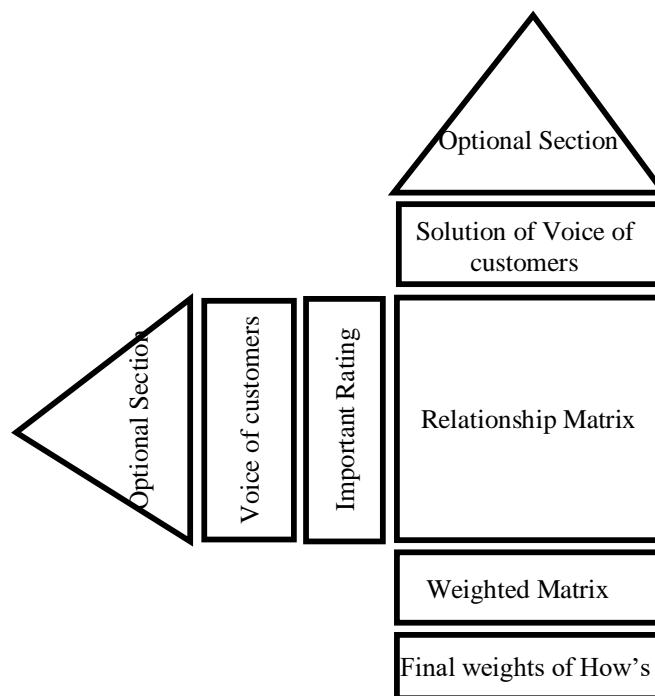 Optional Section
Solution of Voice of
customers
Optional Section
Voice of customers
Important Rating
Relationship Matrix
Weighted Matrix
Final weights of How’s